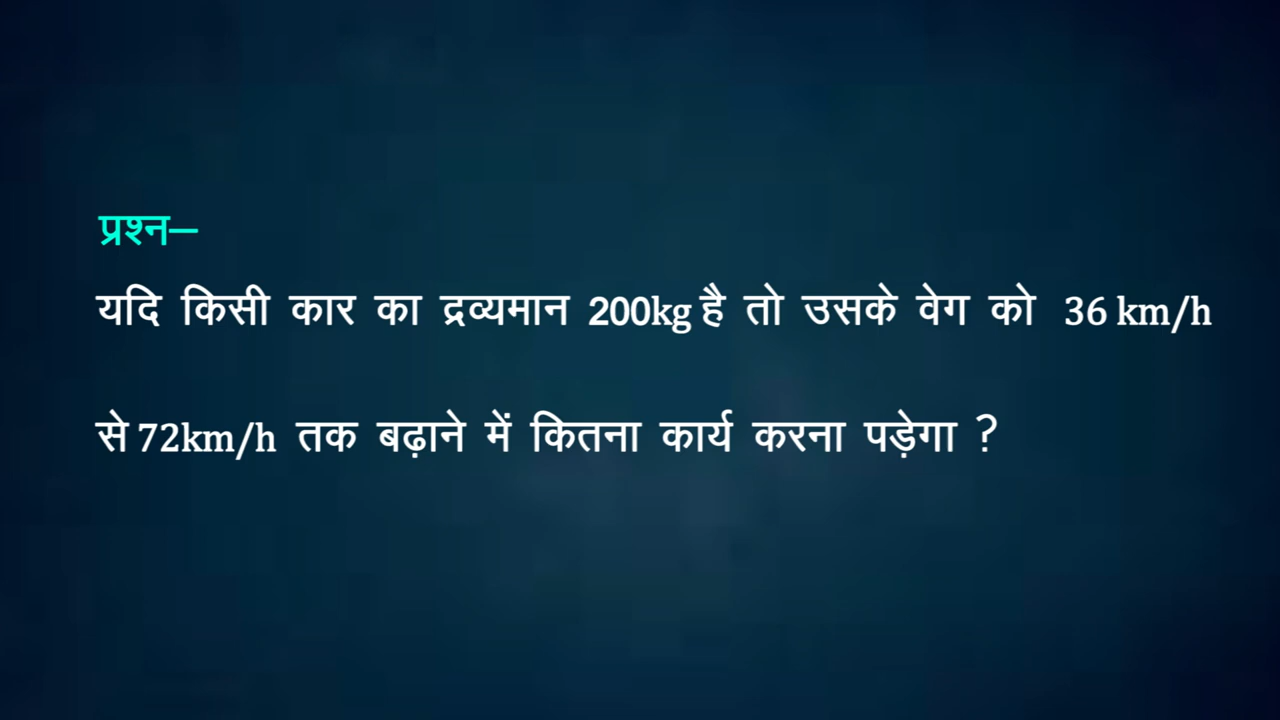 प्रश्न—
यदि किसी कार का द्रव्यमान 200kg है तो उसके वेग को 36 km/h
से 72km/h तक बढ़ाने में कितना कार्य करना पड़ेगा ?